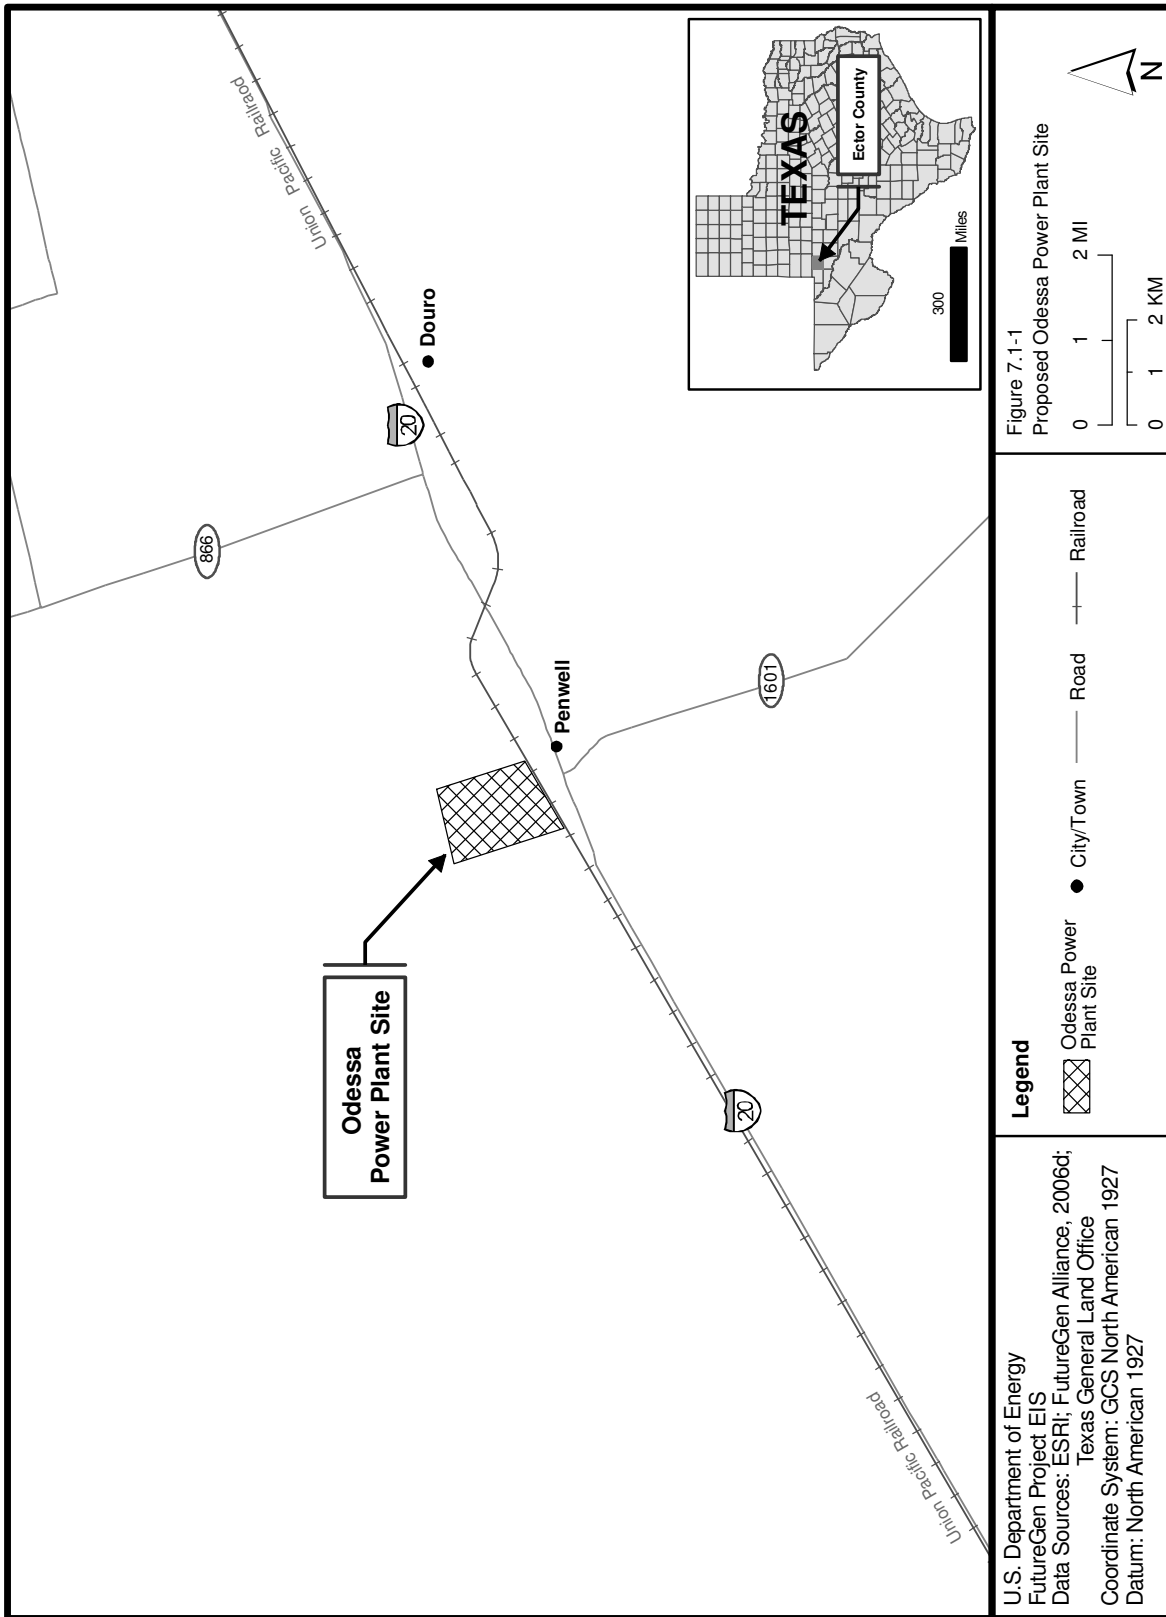 Union Pacific Railraod
866
20
Douro
Odessa
Power Plant Site
Penwell
1601
20
Union Pacific Railroad
TEXAS
Ector County
300
Miles
U.S. Department of Energy
FutureGen Project EIS
Data Sources: ESRI; FutureGen Alliance, 2006d;
Texas General Land Office
Coordinate System: GCS North American 1927
Datum: North American 1927
Legend
Odessa Power
Plant Site
City/Town
Road
Railroad
Figure 7.1-1
Proposed Odessa Power Plant Site
0 1 2 MI
0 1 2 KM
N